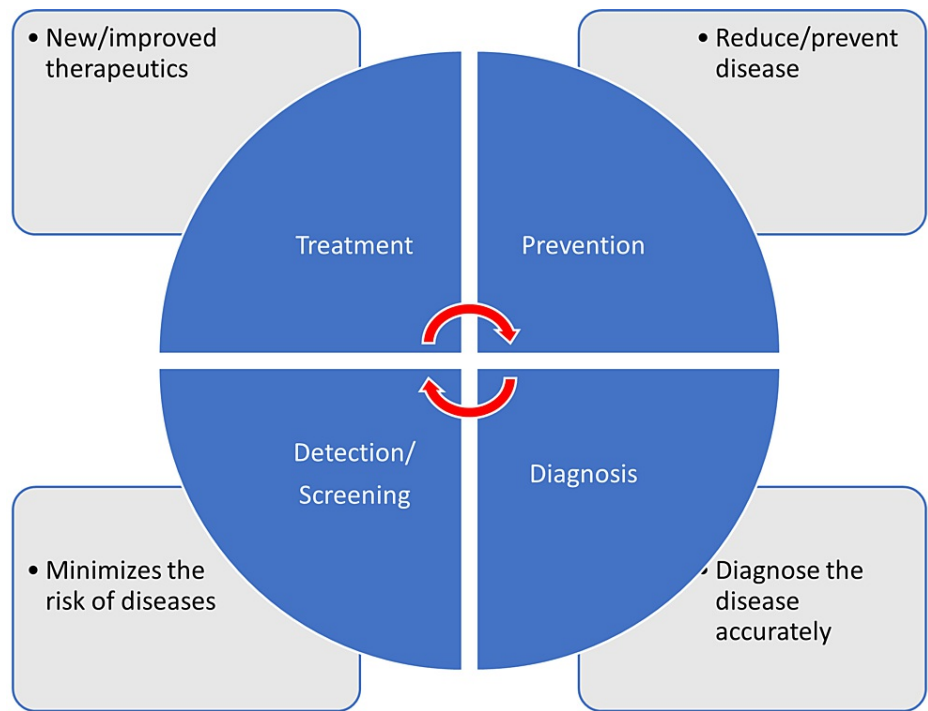 • New/improved
therapeutics
• Reduce/prevent
disease
Treatment
Prevention
Detection/
Screening
Diagnosis
• Minimizes the
risk of diseases
• Diagnose the
disease
accurately